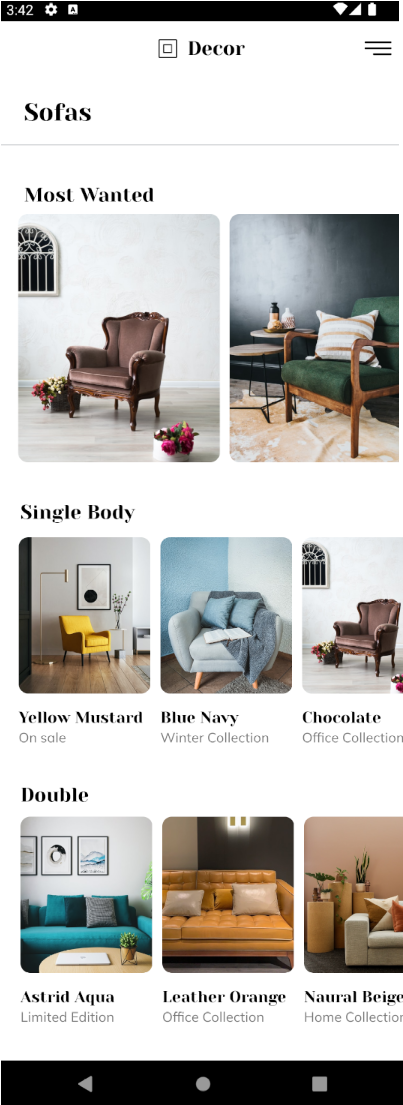 3:42
Decor
Sofas
Most Wanted
Single Body
Yellow Mustard
On sale
Blue Navy
Winter Collection
Chocolate
Office Collection
Double
Astrid Aqua
Limited Edition
Leather Orange
Office Collection
Naural Beige
Home Collection